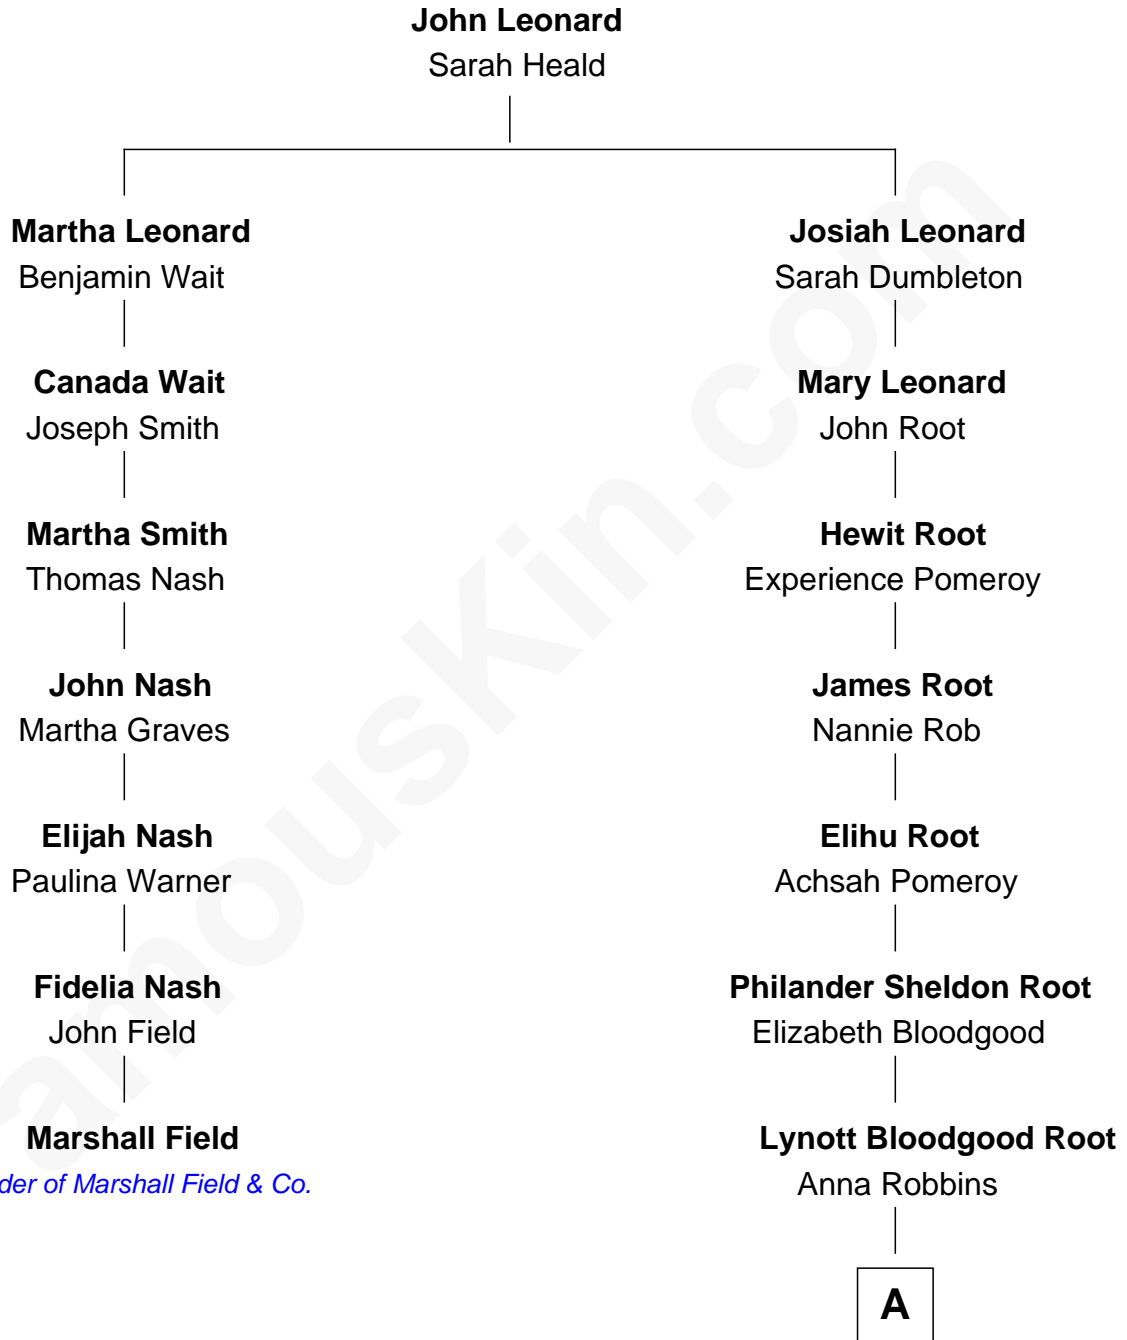 John Leonard
Sarah Heald
Martha Leonard
Benjamin Wait
Josiah Leonard
Sarah Dumbleton
Canada Wait
Joseph Smith
Mary Leonard
John Root
Martha Smith
Thomas Nash
Hewit Root
Experience Pomeroy
John Nash
Martha Graves
James Root
Nannie Rob
Elijah Nash
Paulina Warner
Elihu Root
Achsah Pomeroy
Fidelia Nash
John Field
Philander Sheldon Root
Elizabeth Bloodgood
Marshall Field
der of Marshall Field & Co.
Lynott Bloodgood Root
Anna Robbins
A
amouskin.com